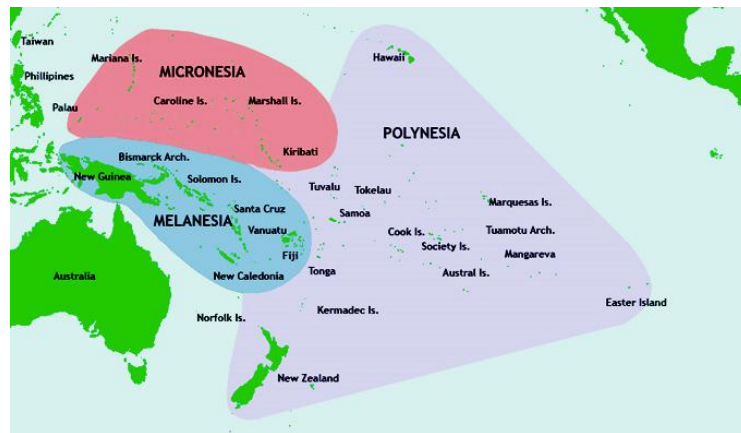 Taiwan
Mariana Is.
Hawaii
MICRONESIA
Phillipines
Palau
Caroline Is.
Marshall Is.
POLYNESIA
Bismarck Arch.
Kiribati
New Guinea
Solomon Is.
Tuvalu
Tokelau
Marquesas Is.
Santa Cruz
Samoa
MELANESIA
Vanuatu
Cook Is.
Tuamotu Arch.
Society Is.
Fiji
Mangareva
Australia
New Caledonia
Tonga
Austral Is.
Easter Island
Norfolk Is.
Kermadec Is.
New Zealand